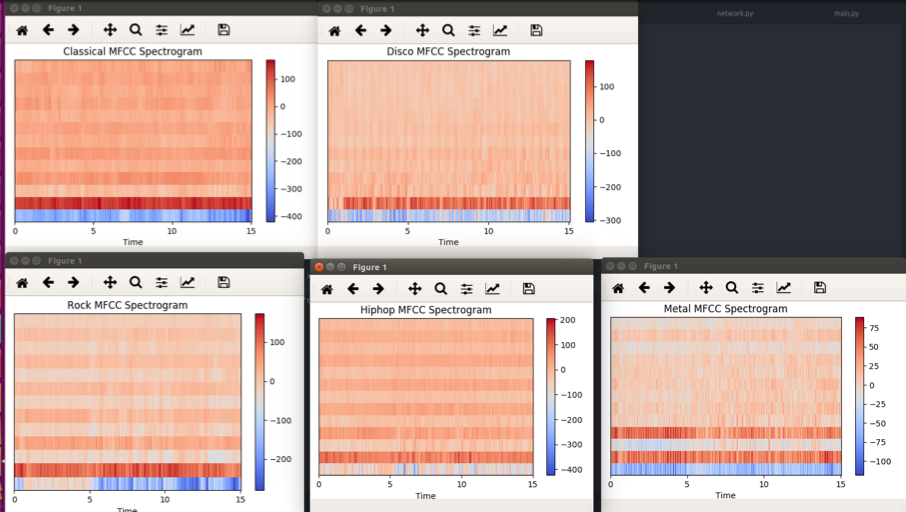 Figure 1
Classical MFCC Spectrogram
100
0
−100
−200
−300
−400
0
5
10
15
Time
Figure 1
Disco MFCC Spectrogram
100
0
−100
−200
−300
0
5
10
15
Time
network.py
main.py
Figure 1
Rock MFCC Spectrogram
100
0
−100
−200
0
5
10
15
Time
Figure 1
Hiphop MFCC Spectrogram
200
100
0
−100
−200
−300
−400
0
5
10
15
Time
Figure 1
Metal MFCC Spectrogram
75
50
25
0
−25
−50
−75
−100
0
5
10
15
Time